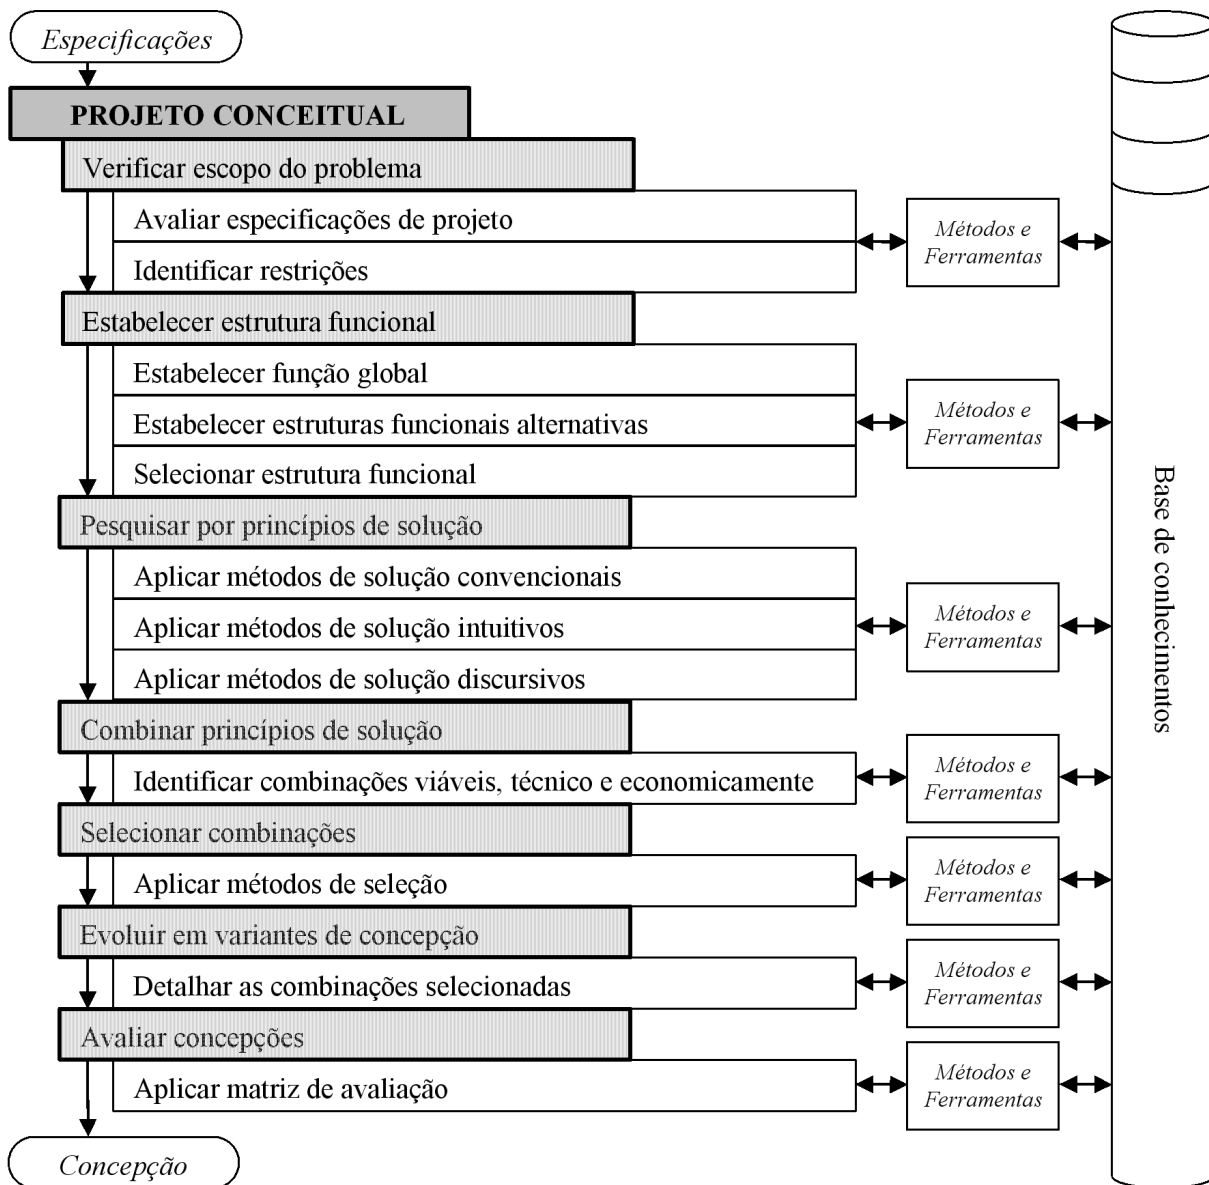 Especificações
PROJETO CONCEITUAL
Verificar escopo do problema
Avaliar especificações de projeto
Identificar restrições
Métodos e
Ferramentas
Estabelecer estrutura funcional
Estabelecer função global
Estabelecer estruturas funcionais alternativas
Selecionar estrutura funcional
Métodos e
Ferramentas
Pesquisar por princípios de solução
Aplicar métodos de solução convencionais
Aplicar métodos de solução intuitivos
Aplicar métodos de solução discursivos
Métodos e
Ferramentas
Combinar princípios de solução
Identificar combinações viáveis, técnico e economicamente
Métodos e
Ferramentas
Selecionar combinações
Aplicar métodos de seleção
Métodos e
Ferramentas
Evoluir em variantes de concepção
Detalhar as combinações selecionadas
Métodos e
Ferramentas
Avaliar concepções
Aplicar matriz de avaliação
Métodos e
Ferramentas
Concepção
Base de conhecimentos